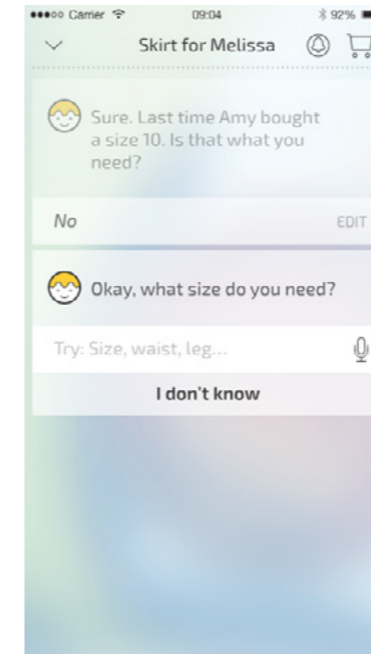 Carrier 09:04 92%
Skirt for Melissa
Sure. Last time Amy bought
a size 10. Is that what you
need?
No EDIT
Okay, what size do you need?
Try: Size, waist, leg...
I don't know